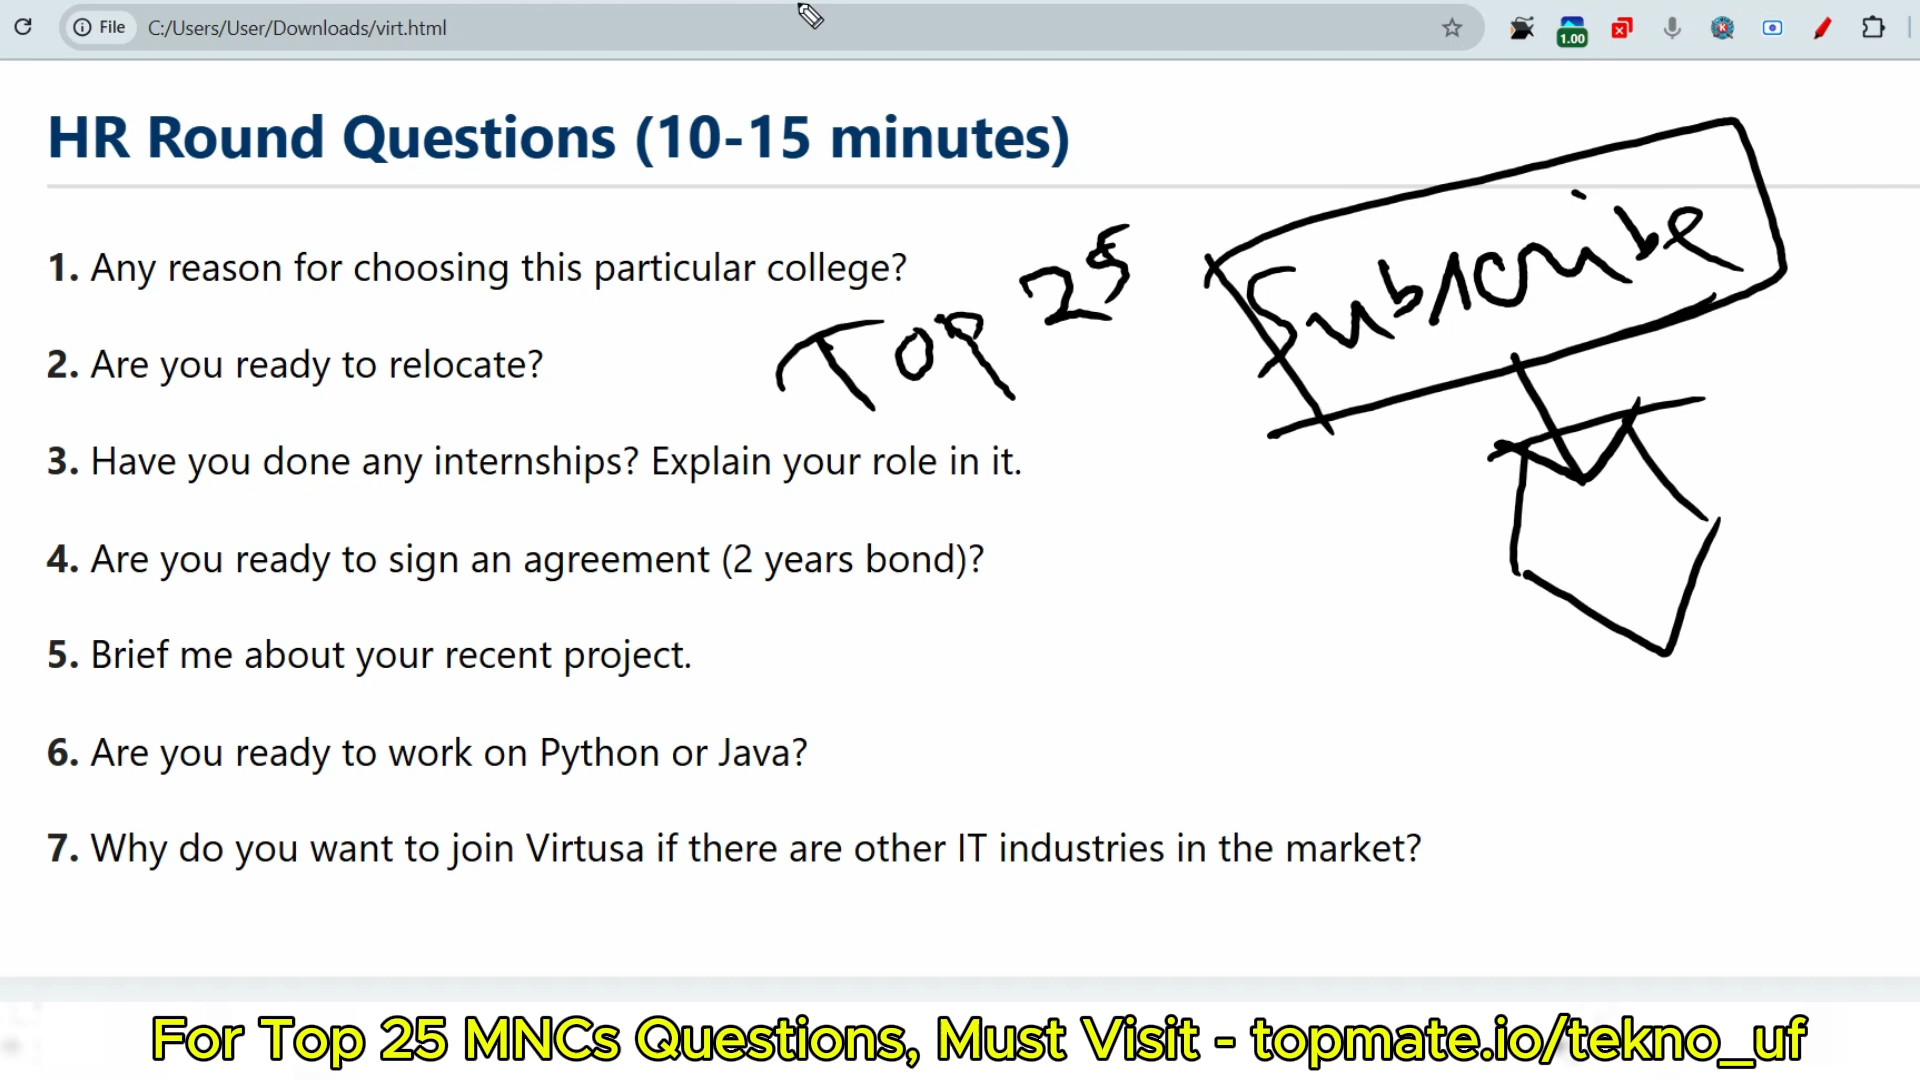 File C:/Users/User/Downloads/virt.html
1.00
HR Round Questions (10-15 minutes)
Subscribe
Top 25
1. Any reason for choosing this particular college?
2. Are you ready to relocate?
3. Have you done any internships? Explain your role in it.
4. Are you ready to sign an agreement (2 years bond)?
5. Brief me about your recent project.
6. Are you ready to work on Python or Java?
7. Why do you want to join Virtusa if there are other IT industries in the market?
For Top 25 MNCs Questions, Must Visit - topmate.io/tekno_uf